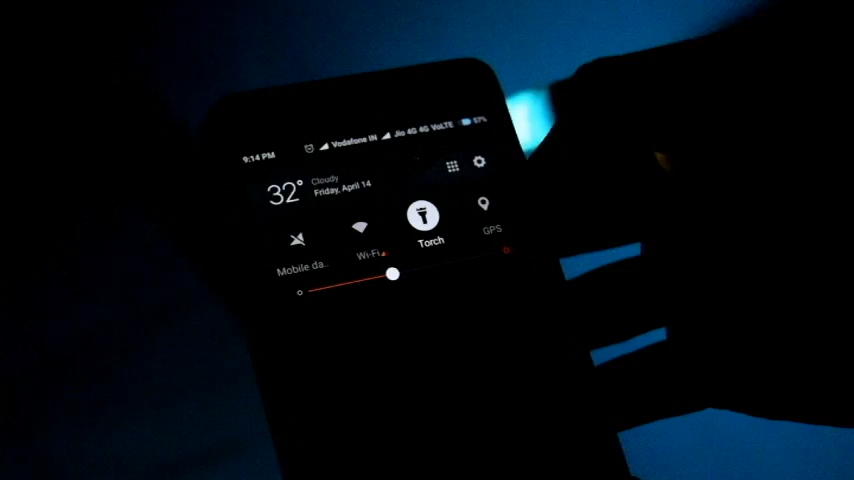 9:14 PM Vodafone IN Jio 4G 4G VoLTE 57%
32° Cloudy
Friday, April 14
Mobile da.. Wi-Fi Torch GPS